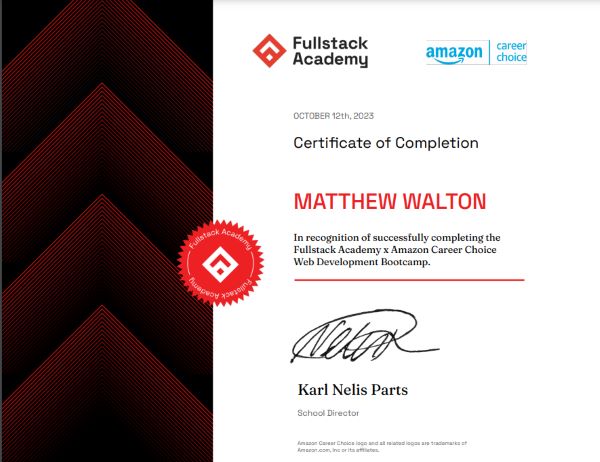 Fullstack
Academy
amazon
career
choice
OCTOBER 12th, 2023
Certificate of Completion
MATTHEW WALTON
In recognition of successfully completing the
Fullstack Academy x Amazon Career Choice
Web Development Bootcamp.
Fullstack Academy
Fullstack Academy
Karl Nelis Parts
School Director
Amazon Career Choice logo and all related logos are trademarks of
Amazon.com, Inc or its affiliates.